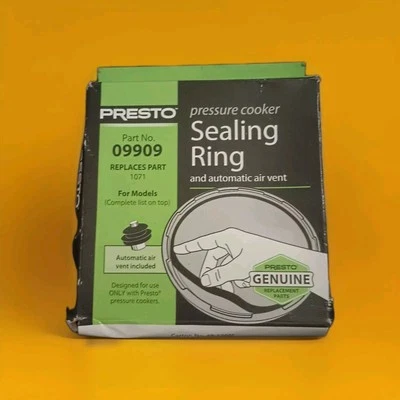 PRESTO™
Part No.
09909
REPLACES PART
1071
For Models
(Complete list on top)
Automatic air
vent included
Designed for use
ONLY with Presto®
pressure cookers.
pressure cooker
Sealing
Ring
and automatic air vent
PRESTO
GENUINE
REPLACEMENT
PARTS